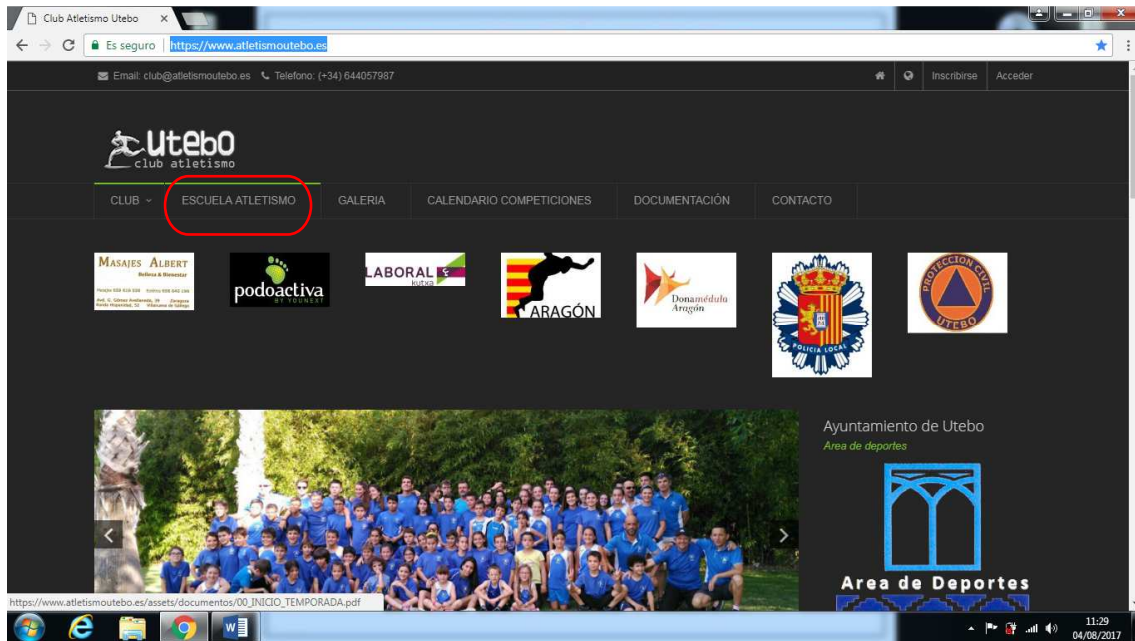 Club Atletismo Utebo
Es seguro
https://www.atletismoutebo.es
Email: club@atletismoutebo.es Telefono: (+34) 644057987
Inscribirse Acceder
utebo
club atletismo
CLUB ESCUELA ATLETISMO GALERIA CALENDARIO COMPETICIONES DOCUMENTACIÓN CONTACTO
MASAJES ALBERT
Belleza & Bienestar
podoactiva
BY YOUNEXT
LABORAL
kutxa
ARAGÓN
Donamédula
Aragón
POLICIA LOCAL
PROTECCION CIVIL
UTEBO
Ayuntamiento de Utebo
Area de deportes
Area de Deportes
https://www.atletismoutebo.es/assets/documentos/00_INICIO_TEMPORADA.pdf
11:29
04/08/2017